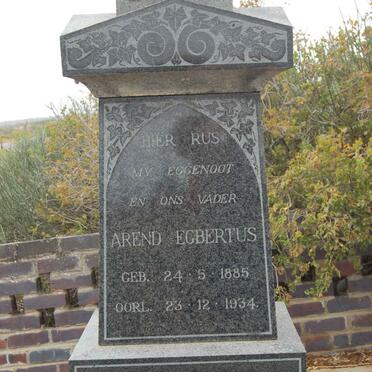 HIER RUS
MY EGGENOOT
EN ONS VADER
AREND EGBERTUS
GEB. 24·5·1885
OORL. 23·12·1934.